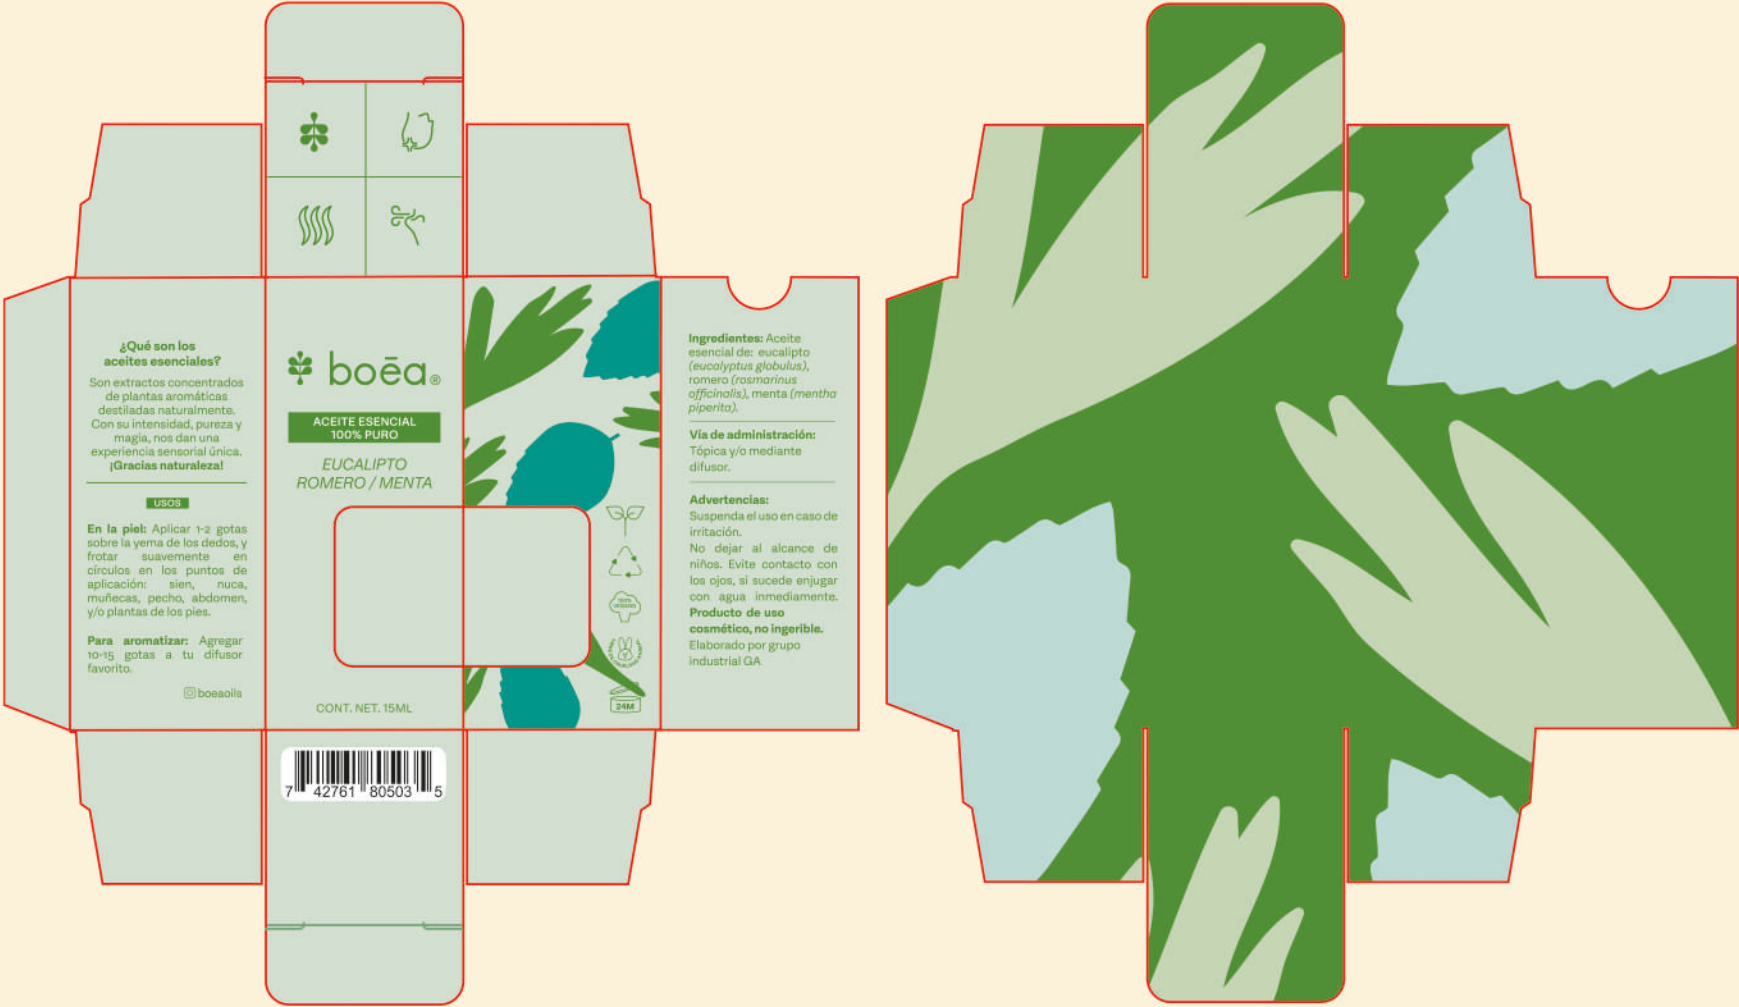 ¿Qué son los
aceites esenciales?
Son extractos concentrados
de plantas aromáticas
destiladas naturalmente.
Con su intensidad, pureza y
magia, nos dan una
experiencia sensorial única.
¡Gracias naturaleza!
USOS
En la piel: Aplicar 1-2 gotas
sobre la yema de los dedos, y
frotar suavemente en
círculos en los puntos de
aplicación: sien, nuca,
muñecas, pecho, abdomen,
y/o plantas de los pies.
Para aromatizar: Agregar
10-15 gotas a tu difusor
favorito.
boeaoils
boēa®
ACEITE ESENCIAL
100% PURO
EUCALIPTO
ROMERO / MENTA
CONT. NET. 15ML
7 42761 80503 5
24M
Ingredientes: Aceite
esencial de: eucalipto
(eucalyptus globulus),
romero (rosmarinus
officinalis), menta (mentha
piperita).
Vía de administración:
Tópica y/o mediante
difusor.
Advertencias:
Suspenda el uso en caso de
irritación.
No dejar al alcance de
niños. Evite contacto con
los ojos, si sucede enjugar
con agua inmediamente.
Producto de uso
cosmético, no ingerible.
Elaborado por grupo
industrial GA